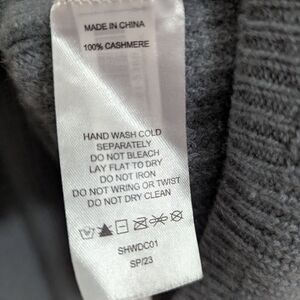 MADE IN CHINA
100% CASHMERE
HAND WASH COLD
SEPARATELY
DO NOT BLEACH
LAY FLAT TO DRY
DO NOT IRON
DO NOT WRING OR TWIST
DO NOT DRY CLEAN
SHWDC01
SP/23